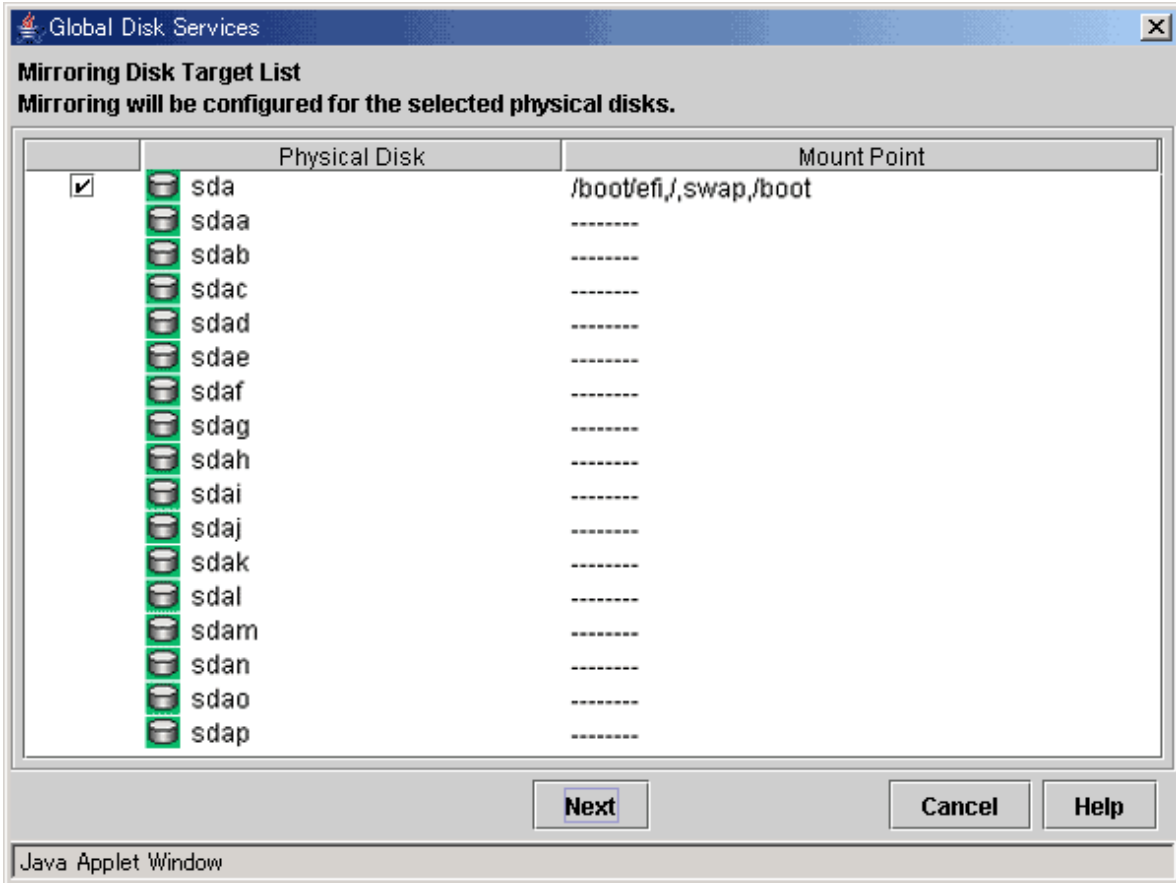 Global Disk Services
Mirroring Disk Target List
Mirroring will be configured for the selected physical disks.
Physical Disk Mount Point
sda /boot/efi,/,swap,/boot
sdaa --------
sdab --------
sdac --------
sdad --------
sdae --------
sdaf --------
sdag --------
sdah --------
sdai --------
sdaj --------
sdak --------
sdal --------
sdam --------
sdan --------
sdao --------
sdap --------
Next Cancel Help
Java Applet Window